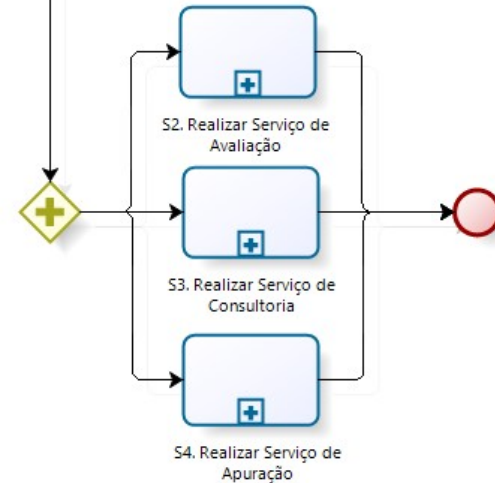 S2. Realizar Serviço de
Avaliação
S3. Realizar Serviço de
Consultoria
S4. Realizar Serviço de
Apuração